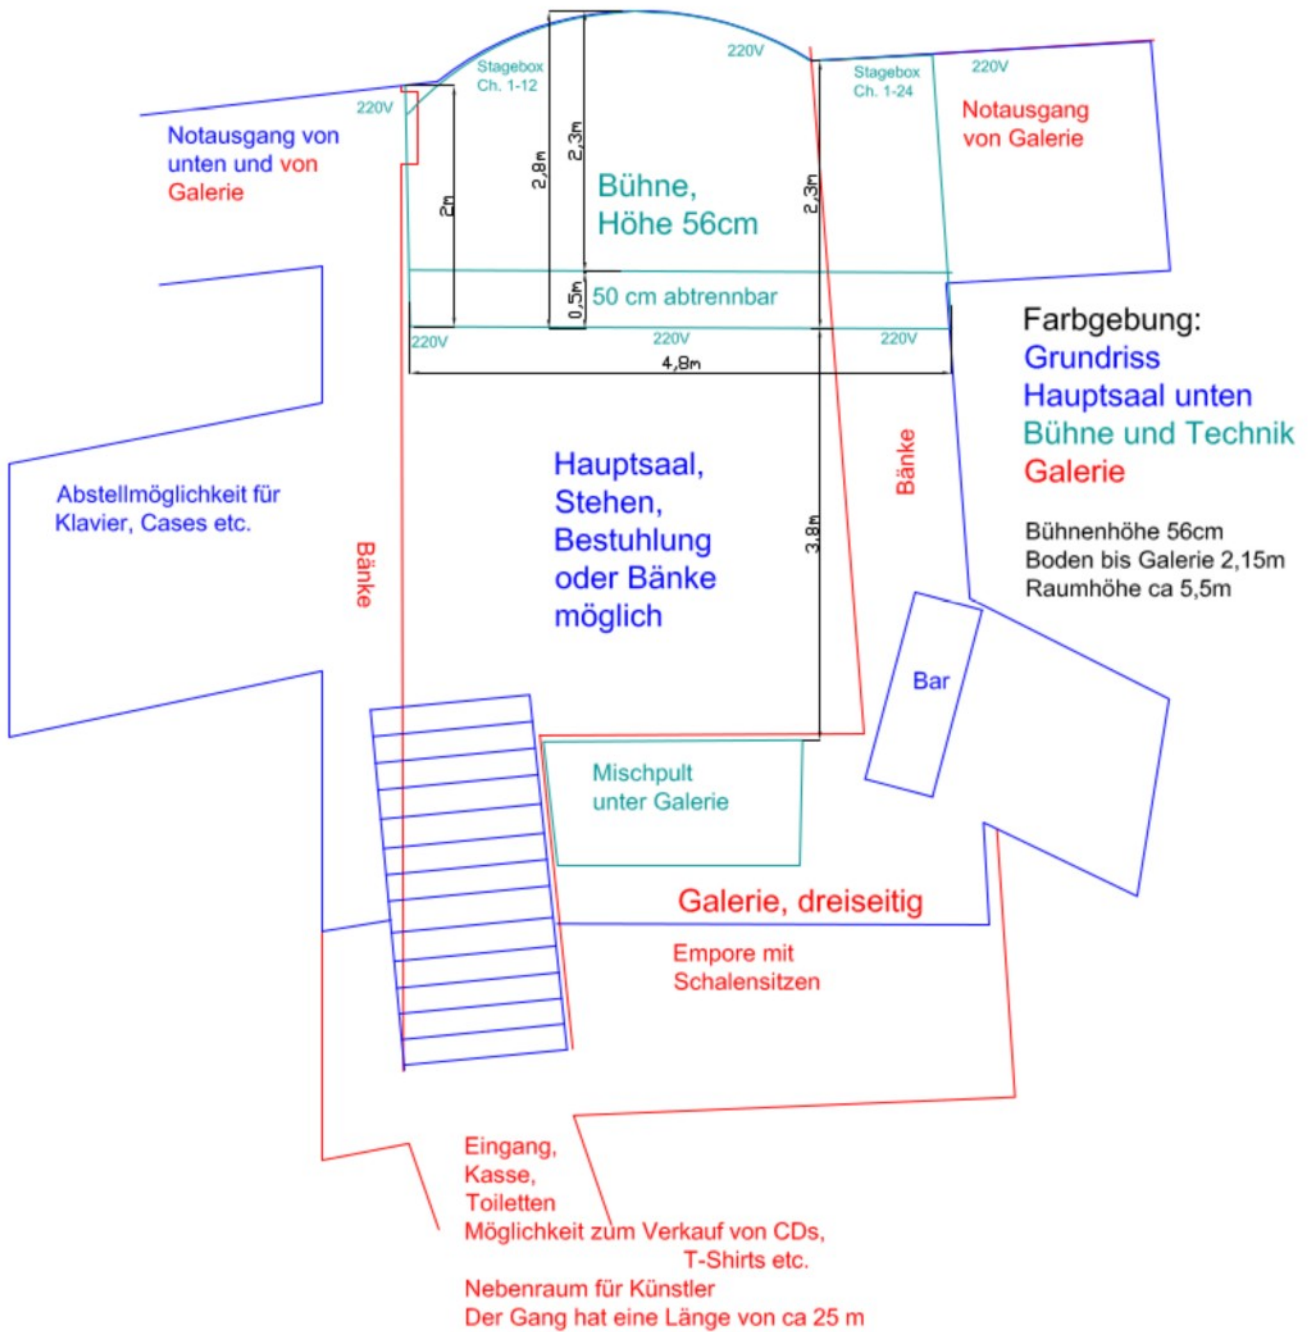 220V
Stagebox
Ch. 1-12
220V
Stagebox
Ch. 1-24
220V
Notausgang von
unten und von
Galerie
Notausgang
von Galerie
2m
2,8m
2,3m
2,3m
Bühne,
Höhe 56cm
0,5m
50 cm abtrennbar
220V
220V
220V
4,8m
Farbgebung:
Grundriss
Hauptsaal unten
Bühne und Technik
Galerie
Bühnenhöhe 56cm
Boden bis Galerie 2,15m
Raumhöhe ca 5,5m
Abstellmöglichkeit für
Klavier, Cases etc.
Bänke
Hauptsaal,
Stehen,
Bestuhlung
oder Bänke
möglich
3,8m
Bänke
Bar
Mischpult
unter Galerie
Galerie, dreiseitig
Empore mit
Schalensitzen
Eingang,
Kasse,
Toiletten
Möglichkeit zum Verkauf von CDs,
T-Shirts etc.
Nebenraum für Künstler
Der Gang hat eine Länge von ca 25 m